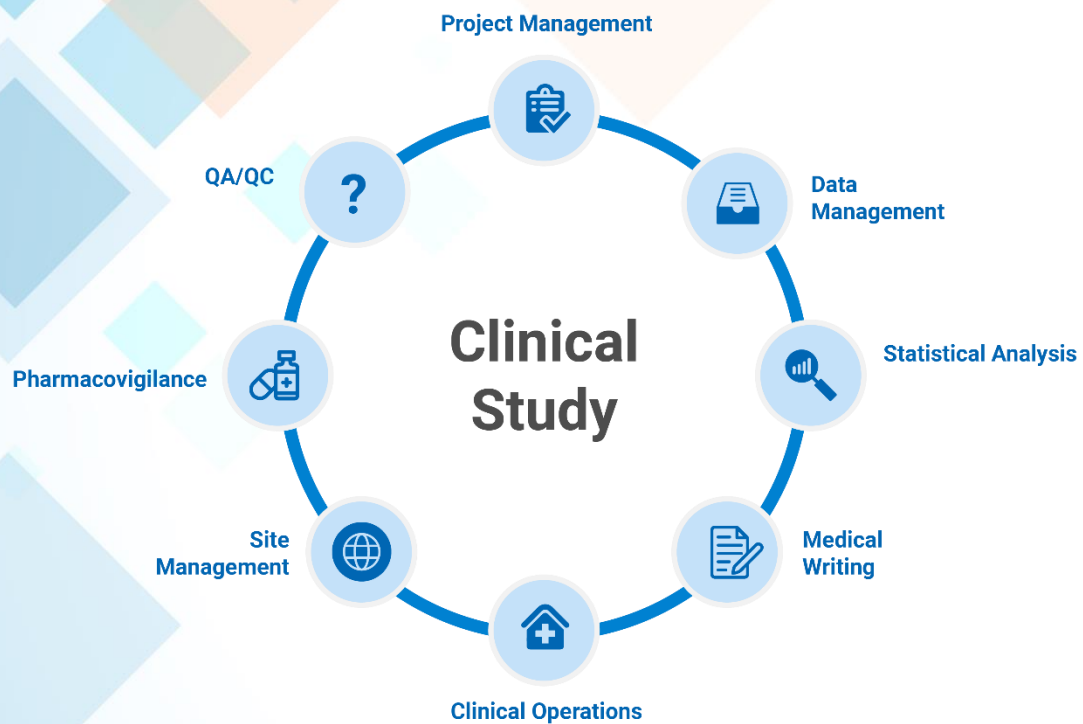 Project Management
QA/QC
?
Data
Management
Clinical
Study
Statistical Analysis
Pharmacovigilance
Site
Management
Medical
Writing
Clinical Operations